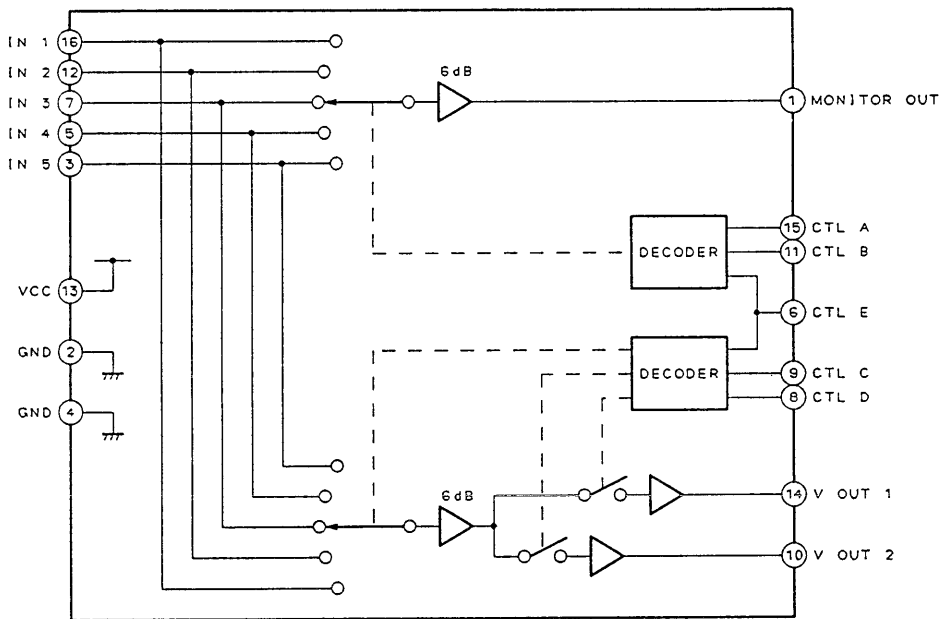 IN 1 16
IN 2 12
IN 3 7
IN 4 5
IN 5 3
VCC 13
GND 2
GND 4
6dB
1 MONITOR OUT
DECODER
15 CTL A
11 CTL B
6 CTL E
DECODER
9 CTL C
8 CTL D
6dB
14 V OUT 1
10 V OUT 2